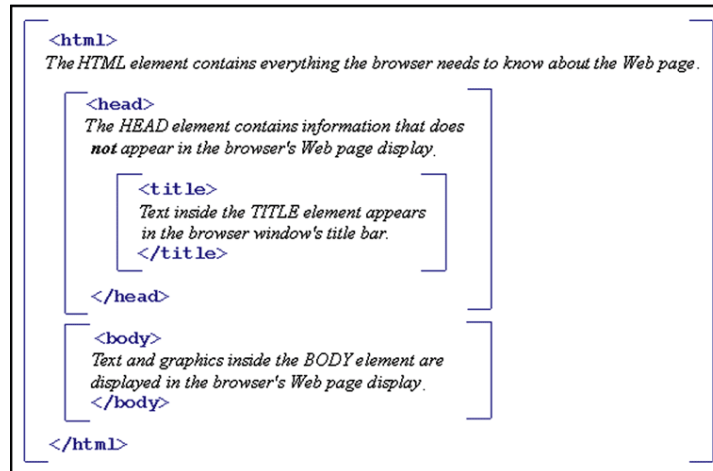 <html>
The HTML element contains everything the browser needs to know about the Web page.
<head>
The HEAD element contains information that does
not appear in the browser's Web page display.
<title>
Text inside the TITLE element appears
in the browser window's title bar.
</title>
</head>
<body>
Text and graphics inside the BODY element are
displayed in the browser's Web page display.
</body>
</html>